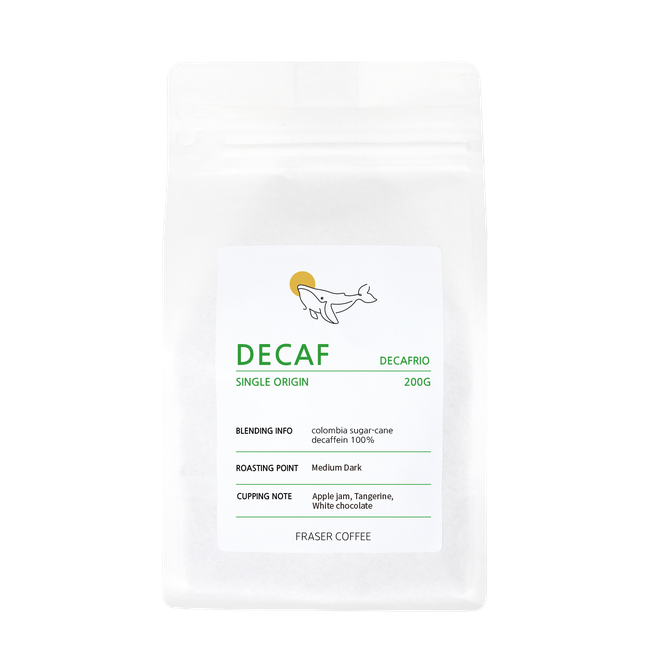 DECAF DECAFRIO
SINGLE ORIGIN 200G
BLENDING INFO colombia sugar-cane
decaffein 100%
ROASTING POINT Medium Dark
CUPPING NOTE Apple jam, Tangerine,
White chocolate
FRASER COFFEE